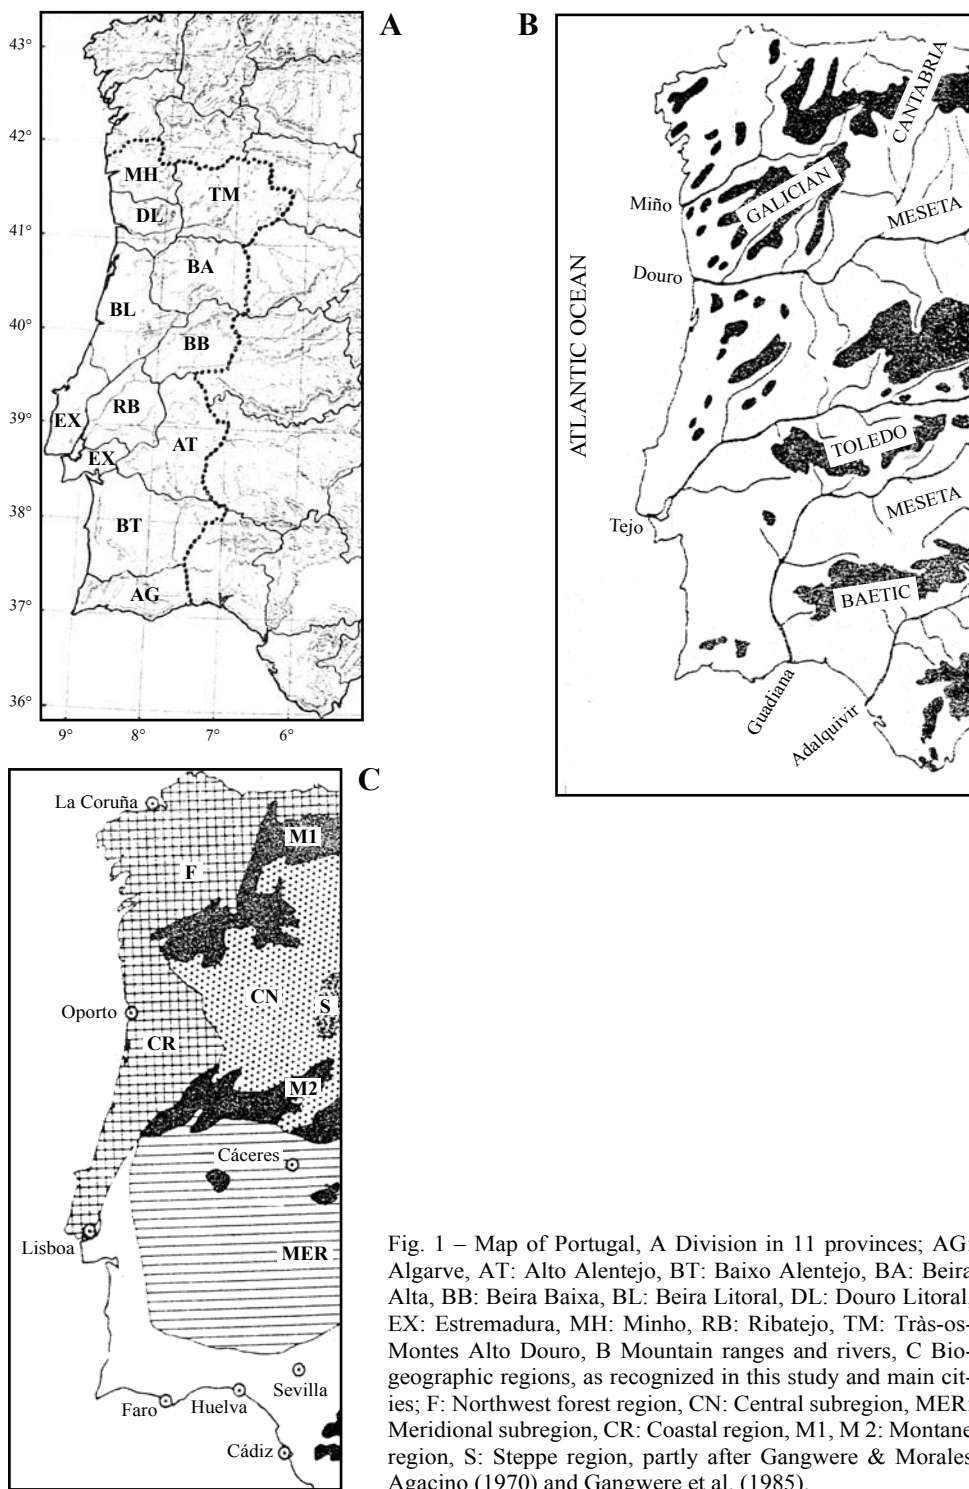 A
43°
42°
41°
40°
39°
38°
37°
36°
9°
8°
7°
6°
MH
TM
DL
BA
BL
BB
RB
EX
EX
AT
BT
AG
B
CANTABRIA
GALICIAN
Miño
MESETA
Douro
ATLANTIC OCEAN
TOLEDO
MESETA
Tejo
BAETIC
Guadiana
Adalquivir
C
La Coruña
M1
F
CN
S
Oporto
CR
M2
Cáceres
Lisboa
MER
Sevilla
Faro
Huelva
Cádiz
Fig. 1 – Map of Portugal, A Division in 11 provinces; AG:
Algarve, AT: Alto Alentejo, BT: Baixo Alentejo, BA: Beira
Alta, BB: Beira Baixa, BL: Beira Litoral, DL: Douro Litoral,
EX: Estremadura, MH: Minho, RB: Ribatejo, TM: Tràs-os-
Montes Alto Douro, B Mountain ranges and rivers, C Bio-
geographic regions, as recognized in this study and main cit-
ies; F: Northwest forest region, CN: Central subregion, MER:
Meridional subregion, CR: Coastal region, M1, M 2: Montane
region, S: Steppe region, partly after Gangwere & Morales
Agacino (1970) and Gangwere et al. (1985).